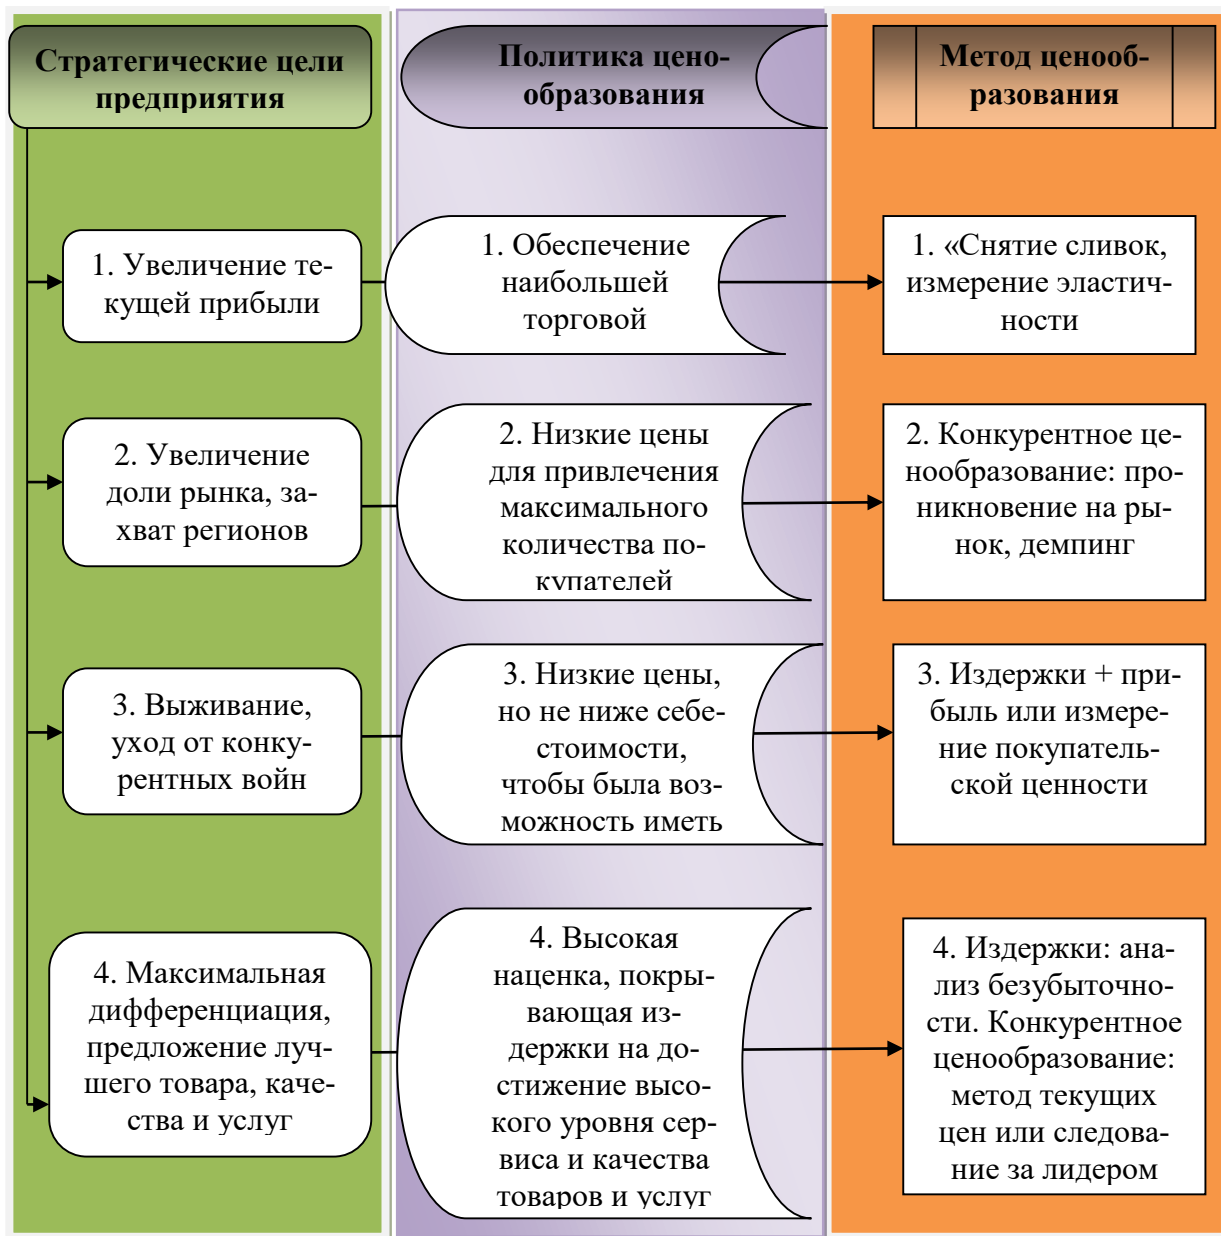 Стратегические цели
предприятия
Политика цено-
образования
Метод ценооб-
разования
1. Увеличение те-
кущей прибыли
1. Обеспечение
наибольшей
торговой
1. «Снятие сливок,
измерение эластич-
ности
2. Увеличение
доли рынка, за-
хват регионов
2. Низкие цены
для привлечения
максимального
количества по-
купателей
2. Конкурентное це-
нообразование: про-
никновение на ры-
нок, демпинг
3. Выживание,
уход от конку-
рентных войн
3. Низкие цены,
но не ниже себе-
стоимости,
чтобы была воз-
можность иметь
3. Издержки + при-
быль или измере-
ние покупатель-
ской ценности
4. Максимальная
дифференциация,
предложение луч-
шего товара, каче-
ства и услуг
4. Высокая
наценка, покры-
вающая из-
держки на до-
стижение высо-
кого уровня сер-
виса и качества
товаров и услуг
4. Издержки: ана-
лиз безубыточно-
сти. Конкурентное
ценообразование:
метод текущих
цен или следова-
ние за лидером